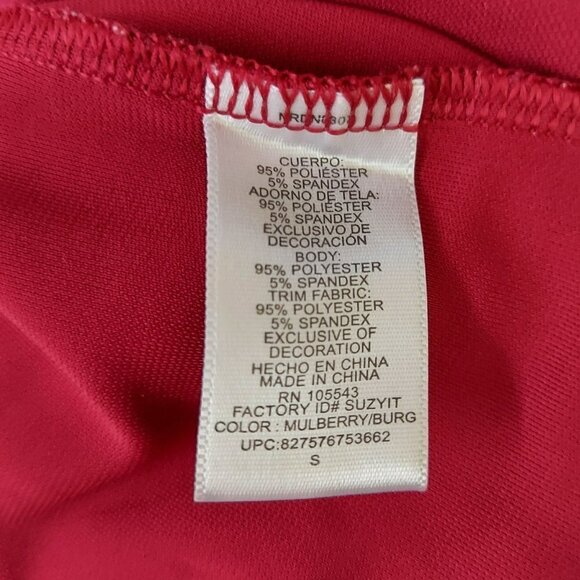 CUERPO:
95% POLIÉSTER
5% SPANDEX
ADORNO DE TELA:
95% POLIÉSTER
5% SPANDEX
EXCLUSIVO DE
DECORACIÓN
BODY:
95% POLYESTER
5% SPANDEX
TRIM FABRIC:
95% POLYESTER
5% SPANDEX
EXCLUSIVE OF
DECORATION
HECHO EN CHINA
MADE IN CHINA
RN 105543
FACTORY ID# SUZYIT
COLOR : MULBERRY/BURG
UPC:827576753662
S